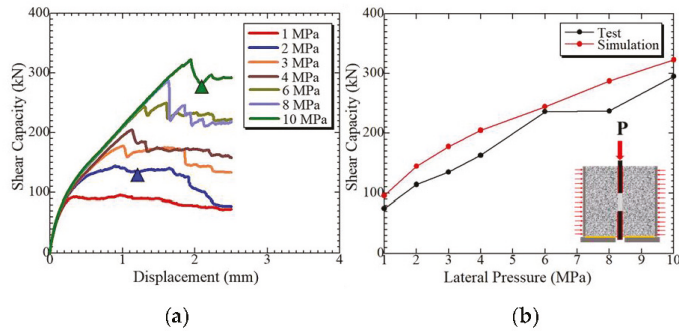 (a)
400
300
200
100
0
Shear Capacity (kN)
1 MPa
2 MPa
3 MPa
4 MPa
6 MPa
8 MPa
10 MPa
0 1 2 3 4
Displacement (mm)
(a)
(b)
400
300
200
100
0
Shear Capacity (kN)
Test
Simulation
P
1 2 3 4 5 6 7 8 9 10
Lateral Pressure (MPa)
(b)